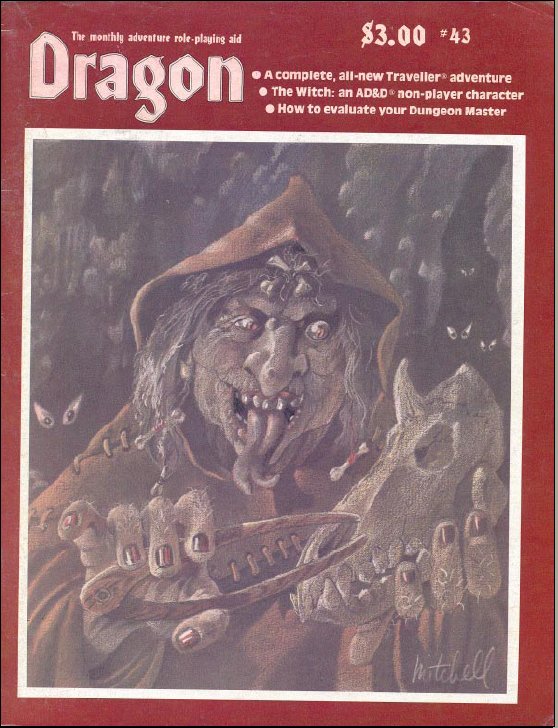 The monthly adventure role-playing aid
$3.00 #43
Dragon
● A complete, all-new Traveller® adventure
● The Witch: an AD&D® non-player character
● How to evaluate your Dungeon Master
Mitchell